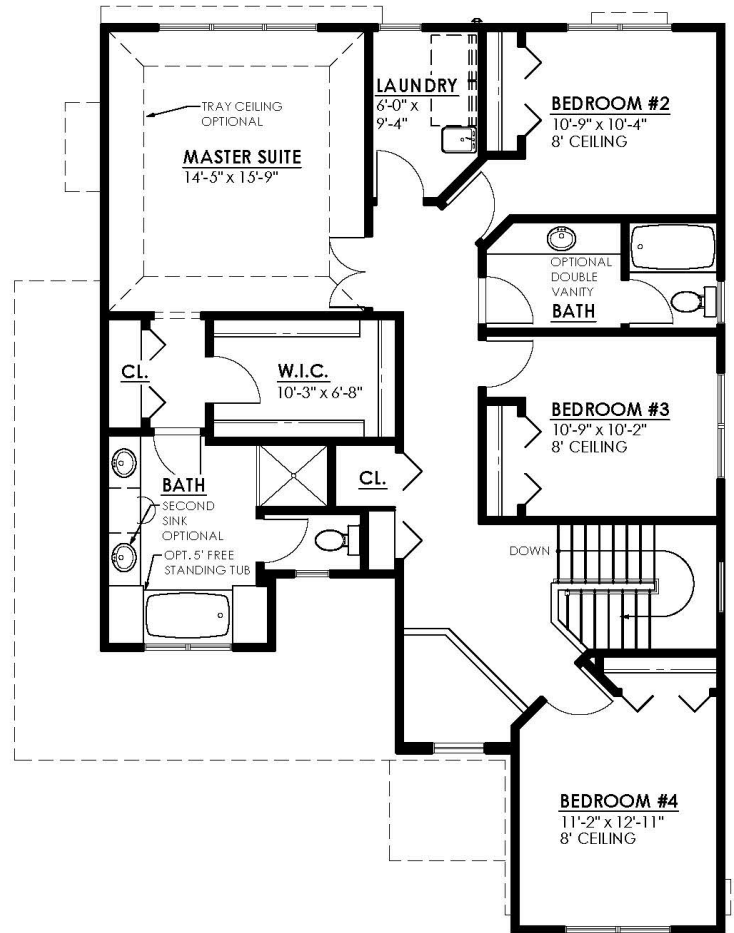 TRAY CEILING
OPTIONAL
MASTER SUITE
14'-5" x 15'-9"
LAUNDRY
6'-0" x
9'-4"
BEDROOM #2
10'-9" x 10'-4"
8' CEILING
OPTIONAL
DOUBLE
VANITY
BATH
CL.
W.I.C.
10'-3" x 6'-8"
BEDROOM #3
10'-9" x 10'-2"
8' CEILING
BATH
SECOND
SINK
OPTIONAL
OPT. 5' FREE
STANDING TUB
CL.
DOWN
BEDROOM #4
11'-2" x 12'-11"
8' CEILING